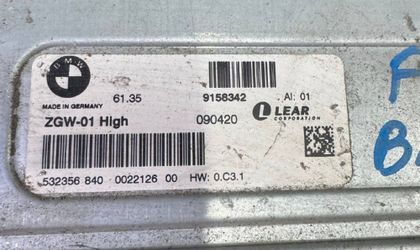 BMW
MADE IN GERMANY
61.35
9158342
AI: 01
ZGW-01 High
090420
L LEAR
CORPORATION
532356 840 0022126 00 HW: 0.C3.1
F
B